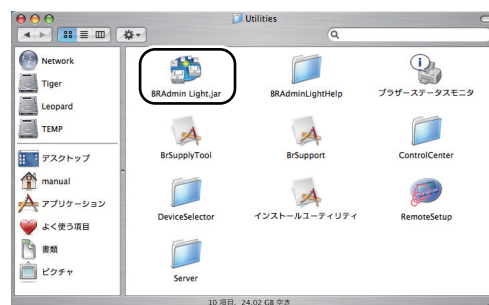 Utilities
Network
Tiger
Leopard
TEMP
デスクトップ
manual
アプリケーション
よく使う項目
書類
ピクチャ
BRAdmin Light.jar
BRAdminLightHelp
ブラザーステータスモニタ
BrSupplyTool
BrSupport
ControlCenter
DeviceSelector
インストールユーティリティ
RemoteSetup
Server
10 項目、24.02 GB 空き